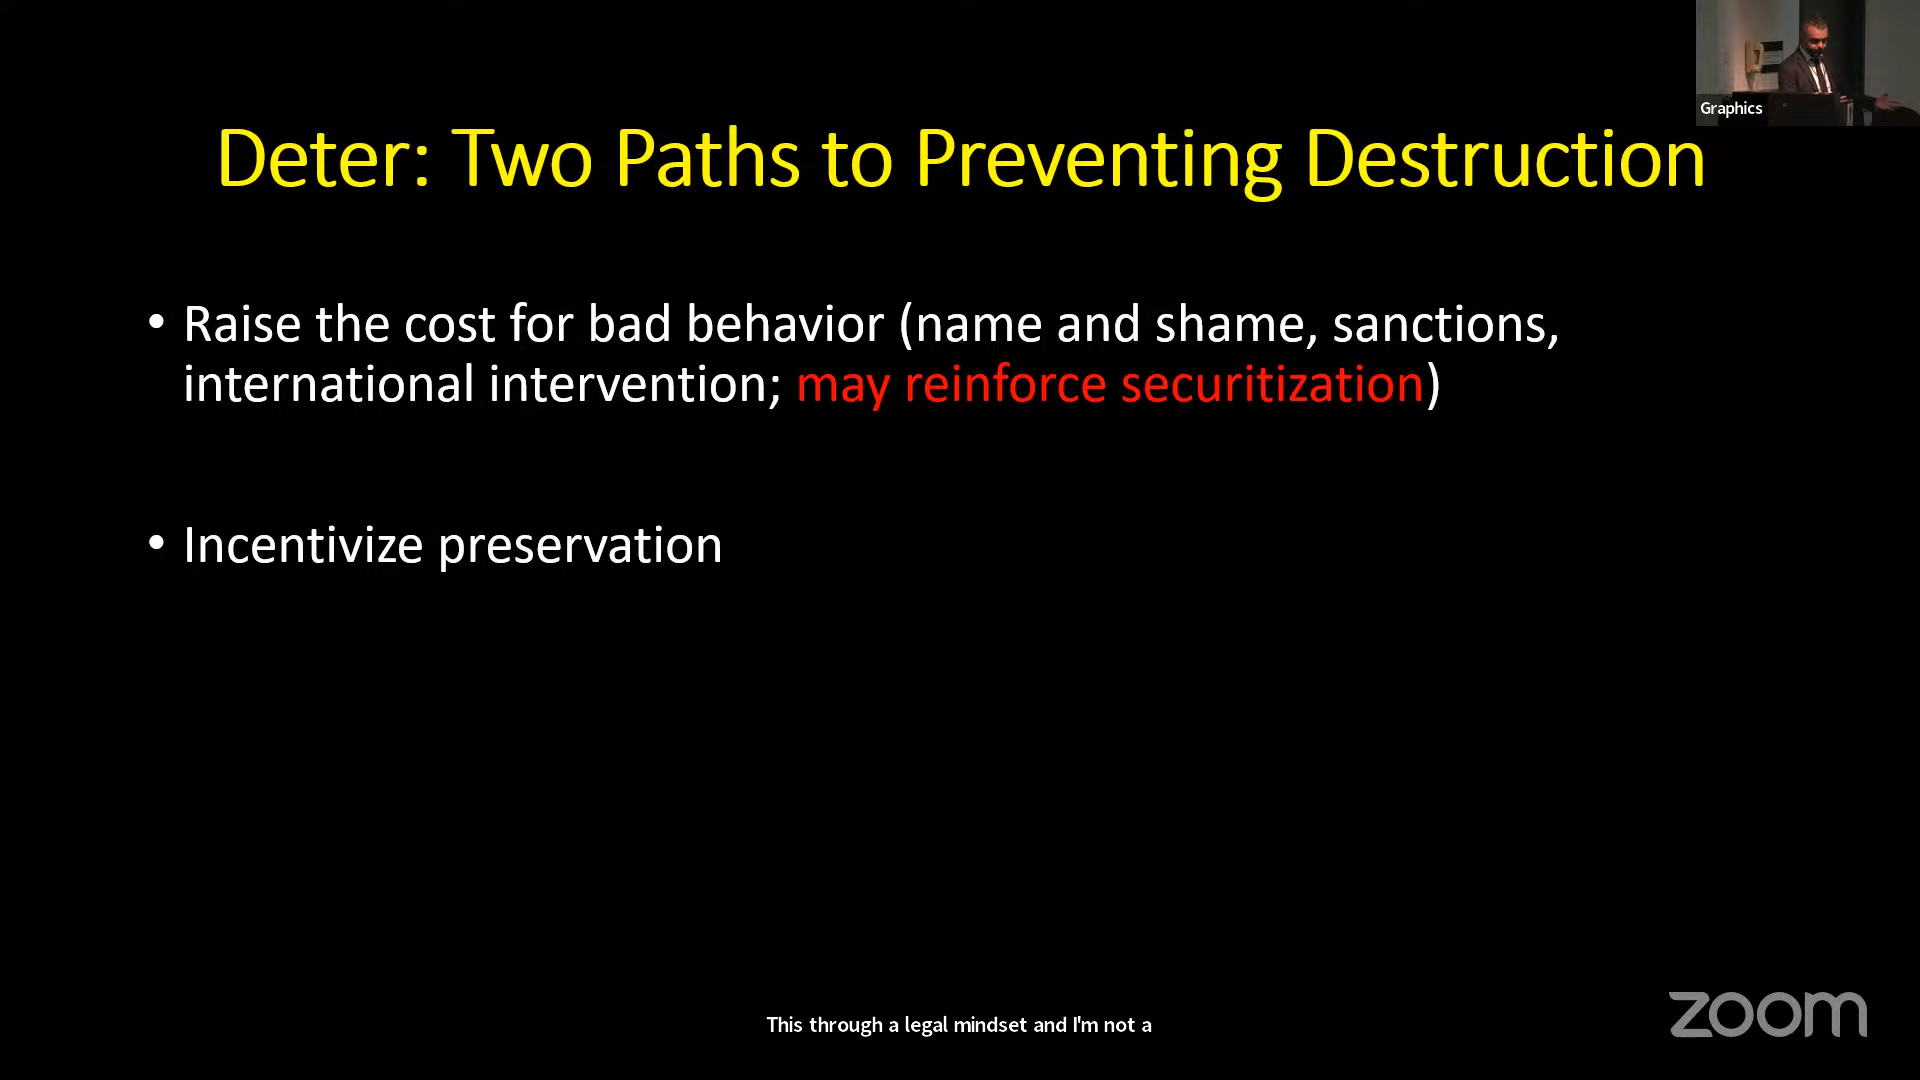 Graphics
Deter: Two Paths to Preventing Destruction
• Raise the cost for bad behavior (name and shame, sanctions,
international intervention; may reinforce securitization)
• Incentivize preservation
This through a legal mindset and I'm not a
zoom